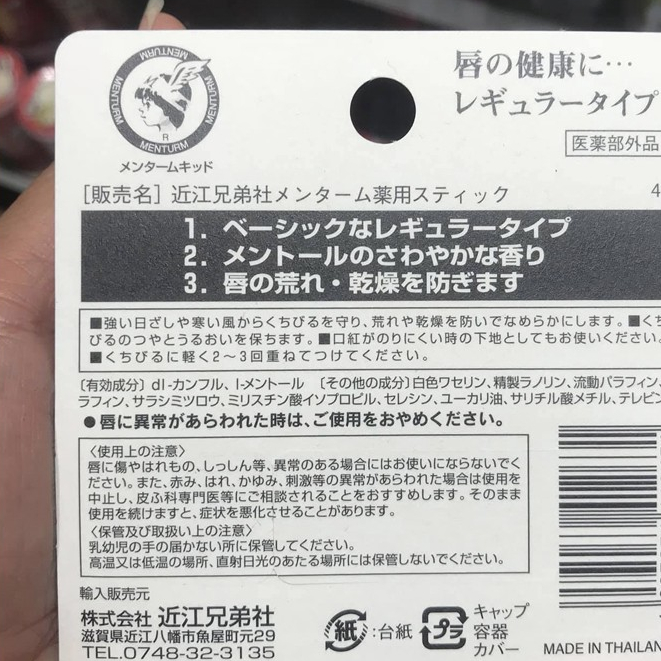 MENTURM MENTURM MENTURM MENTURM
R
メンタームキッド
唇の健康に…
レギュラータイプ
医薬部外品
[販売名] 近江兄弟社メンターム薬用スティック
4
1. ベーシックなレギュラータイプ
2. メントールのさわやかな香り
3. 唇の荒れ・乾燥を防ぎます
■強い日ざしや寒い風からくちびるを守り、荒れや乾燥を防いでなめらかにします。■くち
びるのつやとうるおいを保ちます。■口紅がのりにくい時の下地としてもお使いください。
■くちびるに軽く2～3回重ねてつけてください。
〔有効成分〕dl-カンフル、l-メントール 〔その他の成分〕白色ワセリン、精製ラノリン、流動パラフィン、
ラフィン、サラシミツロウ、ミリスチン酸イソプロピル、セレシン、ユーカリ油、サリチル酸メチル、テレビン
●唇に異常があらわれた時は、ご使用をおやめください。
〈使用上の注意〉
唇に傷やはれもの、しっしん等、異常のある場合にはお使いにならないでく
ださい。また、赤み、はれ、かゆみ、刺激等の異常があらわれた場合は使用を
中止し、皮ふ科専門医等にご相談されることをおすすめします。そのまま
使用を続けますと、症状を悪化させることがあります。
〈保管及び取扱い上の注意〉
乳幼児の手の届かない所に保管してください。
高温又は低温の場所、直射日光のあたる場所には保管しないでください。
輸入販売元
株式会社 近江兄弟社
滋賀県近江八幡市魚屋町元29
TEL.0748-32-3135
紙:台紙
プラ
キャップ
容器
カバー
MADE IN THAILAN